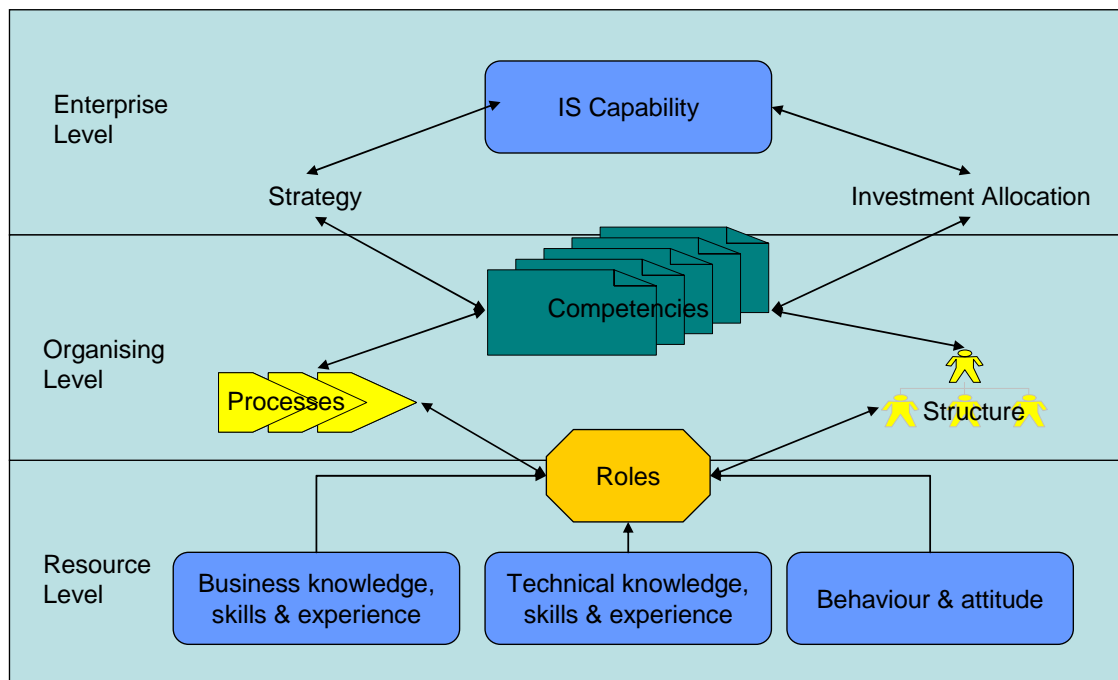 Enterprise
Level
IS Capability
Strategy
Investment Allocation
Organising
Level
Competencies
Processes
Structure
Roles
Resource
Level
Business knowledge,
skills & experience
Technical knowledge,
skills & experience
Behaviour & attitude